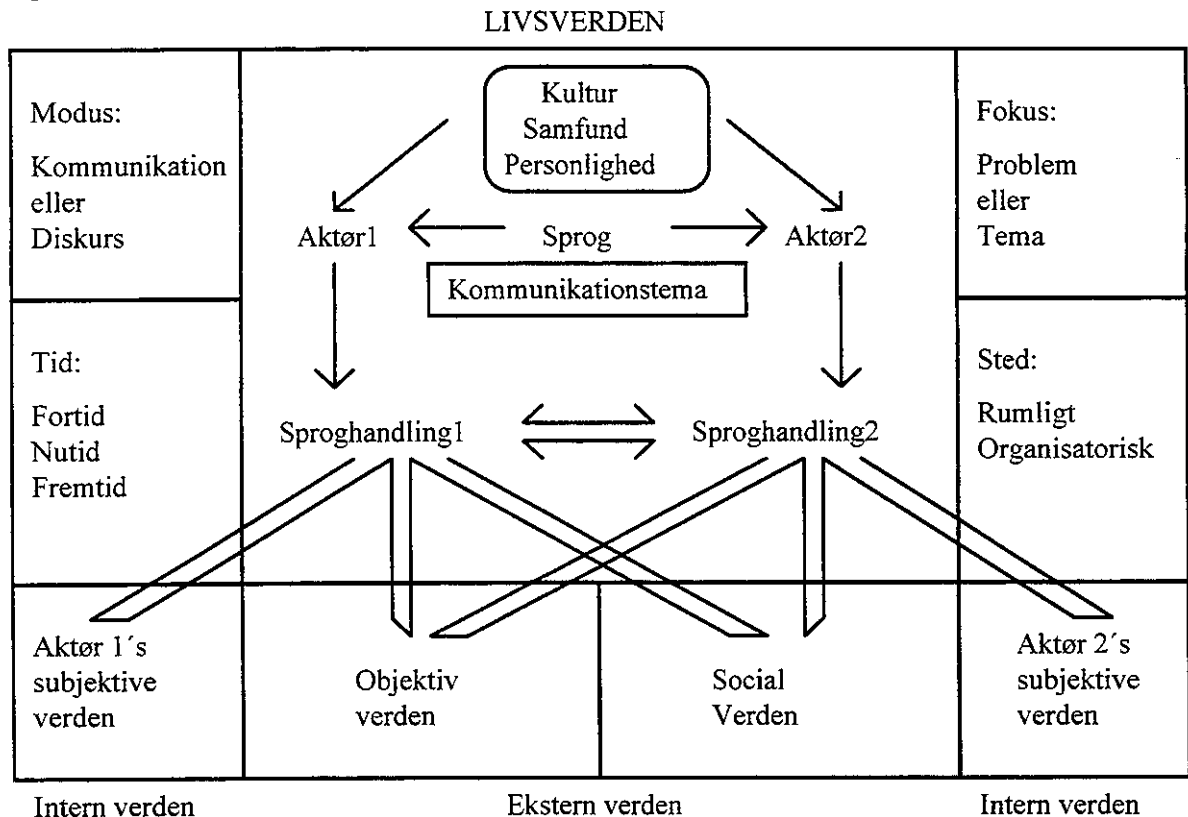 LIVSVERDEN
Modus:
Kommunikation
eller
Diskurs
Kultur
Samfund
Personlighed
Fokus:
Problem
eller
Tema
Aktør1
Sprog
Aktør2
Kommunikationstema
Tid:
Fortid
Nutid
Fremtid
Sproghandling1
Sproghandling2
Sted:
Rumligt
Organisatorisk
Aktør 1´s
subjektive
verden
Objektiv
verden
Social
Verden
Aktør 2´s
subjektive
verden
Intern verden
Ekstern verden
Intern verden